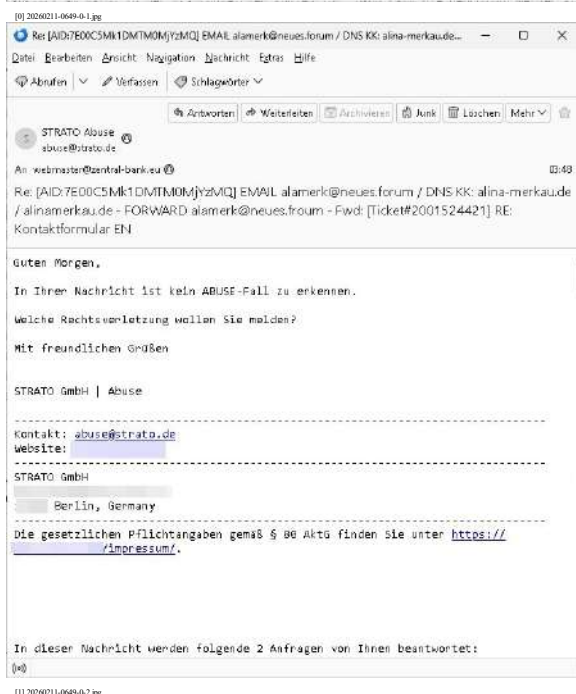 [0] 20260211-0649-0-1.jpg
Re: [AID:7E00C5Mk1DMTM0MjYzMQ] EMAIL alamerk@neues.forum / DNS KK: alina-merkau.de...
Datei Bearbeiten Ansicht Navigation Nachricht Extras Hilfe
Abrufen Verfassen Schlagwörter
Antworten Weiterleiten Archivieren Junk Löschen Mehr
STRATO Abuse
abuse@strato.de
An webmaster@zentral-bank.eu 03:48
Re: [AID:7E00C5Mk1DMTM0MjYzMQ] EMAIL alamerk@neues.forum / DNS KK: alina-merkau.de
/ alinamerkau.de - FORWARD alamerk@neues.froum - Fwd: [Ticket#2001524421] RE:
Kontaktformular EN
Guten Morgen,
In Ihrer Nachricht ist kein ABUSE-Fall zu erkennen.
Welche Rechtsverletzung wollen Sie melden?
Mit freundlichen Grüßen
STRATO GmbH | Abuse
Kontakt: abuse@strato.de
Website:
STRATO GmbH
Berlin, Germany
Die gesetzlichen Pflichtangaben gemäß § 80 AktG finden Sie unter https://
/impressum/.
In dieser Nachricht werden folgende 2 Anfragen von Ihnen beantwortet:
[1] 20260211-0649-0-2.jpg